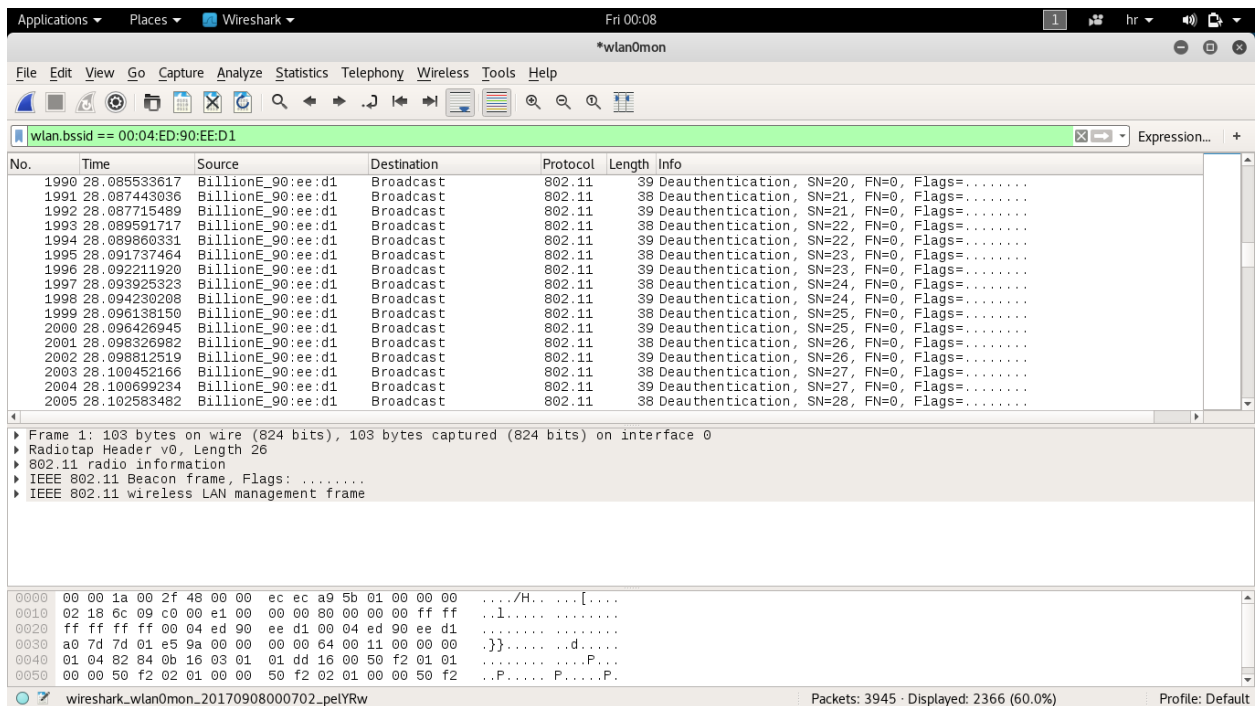 Applications Places Wireshark Fri 00:08 1 hr
*wlan0mon
File Edit View Go Capture Analyze Statistics Telephony Wireless Tools Help
wlan.bssid == 00:04:ED:90:EE:D1 Expression... +
No. Time Source Destination Protocol Length Info
1990 28.085533617 BillionE_90:ee:d1 Broadcast 802.11 39 Deauthentication, SN=20, FN=0, Flags=........
1991 28.087443036 BillionE_90:ee:d1 Broadcast 802.11 38 Deauthentication, SN=21, FN=0, Flags=........
1992 28.087715489 BillionE_90:ee:d1 Broadcast 802.11 39 Deauthentication, SN=21, FN=0, Flags=........
1993 28.089591717 BillionE_90:ee:d1 Broadcast 802.11 38 Deauthentication, SN=22, FN=0, Flags=........
1994 28.089860331 BillionE_90:ee:d1 Broadcast 802.11 39 Deauthentication, SN=22, FN=0, Flags=........
1995 28.091737464 BillionE_90:ee:d1 Broadcast 802.11 38 Deauthentication, SN=23, FN=0, Flags=........
1996 28.092211920 BillionE_90:ee:d1 Broadcast 802.11 39 Deauthentication, SN=23, FN=0, Flags=........
1997 28.093925323 BillionE_90:ee:d1 Broadcast 802.11 38 Deauthentication, SN=24, FN=0, Flags=........
1998 28.094230208 BillionE_90:ee:d1 Broadcast 802.11 39 Deauthentication, SN=24, FN=0, Flags=........
1999 28.096138150 BillionE_90:ee:d1 Broadcast 802.11 38 Deauthentication, SN=25, FN=0, Flags=........
2000 28.096426945 BillionE_90:ee:d1 Broadcast 802.11 39 Deauthentication, SN=25, FN=0, Flags=........
2001 28.098326982 BillionE_90:ee:d1 Broadcast 802.11 38 Deauthentication, SN=26, FN=0, Flags=........
2002 28.098812519 BillionE_90:ee:d1 Broadcast 802.11 39 Deauthentication, SN=26, FN=0, Flags=........
2003 28.100452166 BillionE_90:ee:d1 Broadcast 802.11 38 Deauthentication, SN=27, FN=0, Flags=........
2004 28.100699234 BillionE_90:ee:d1 Broadcast 802.11 39 Deauthentication, SN=27, FN=0, Flags=........
2005 28.102583482 BillionE_90:ee:d1 Broadcast 802.11 38 Deauthentication, SN=28, FN=0, Flags=........
Frame 1: 103 bytes on wire (824 bits), 103 bytes captured (824 bits) on interface 0
Radiotap Header v0, Length 26
802.11 radio information
IEEE 802.11 Beacon frame, Flags: ........
IEEE 802.11 wireless LAN management frame
0000 00 00 1a 00 2f 48 00 00 ec ec a9 5b 01 00 00 00 ..../H.. ...[....
0010 02 18 6c 09 c0 00 e1 00 00 00 80 00 00 00 ff ff ..l..... ........
0020 ff ff ff ff 00 04 ed 90 ee d1 00 04 ed 90 ee d1 ........ ........
0030 a0 7d 7d 01 e5 9a 00 00 00 00 64 00 11 00 00 00 .}}..... ..d.....
0040 01 04 82 84 0b 16 03 01 01 dd 16 00 50 f2 01 01 ........ ....P...
0050 00 00 50 f2 02 01 00 00 50 f2 02 01 00 00 50 f2 ..P..... P.....P.
wireshark_wlan0mon_20170908000702_pelYRw Packets: 3945 · Displayed: 2366 (60.0%) Profile: Default